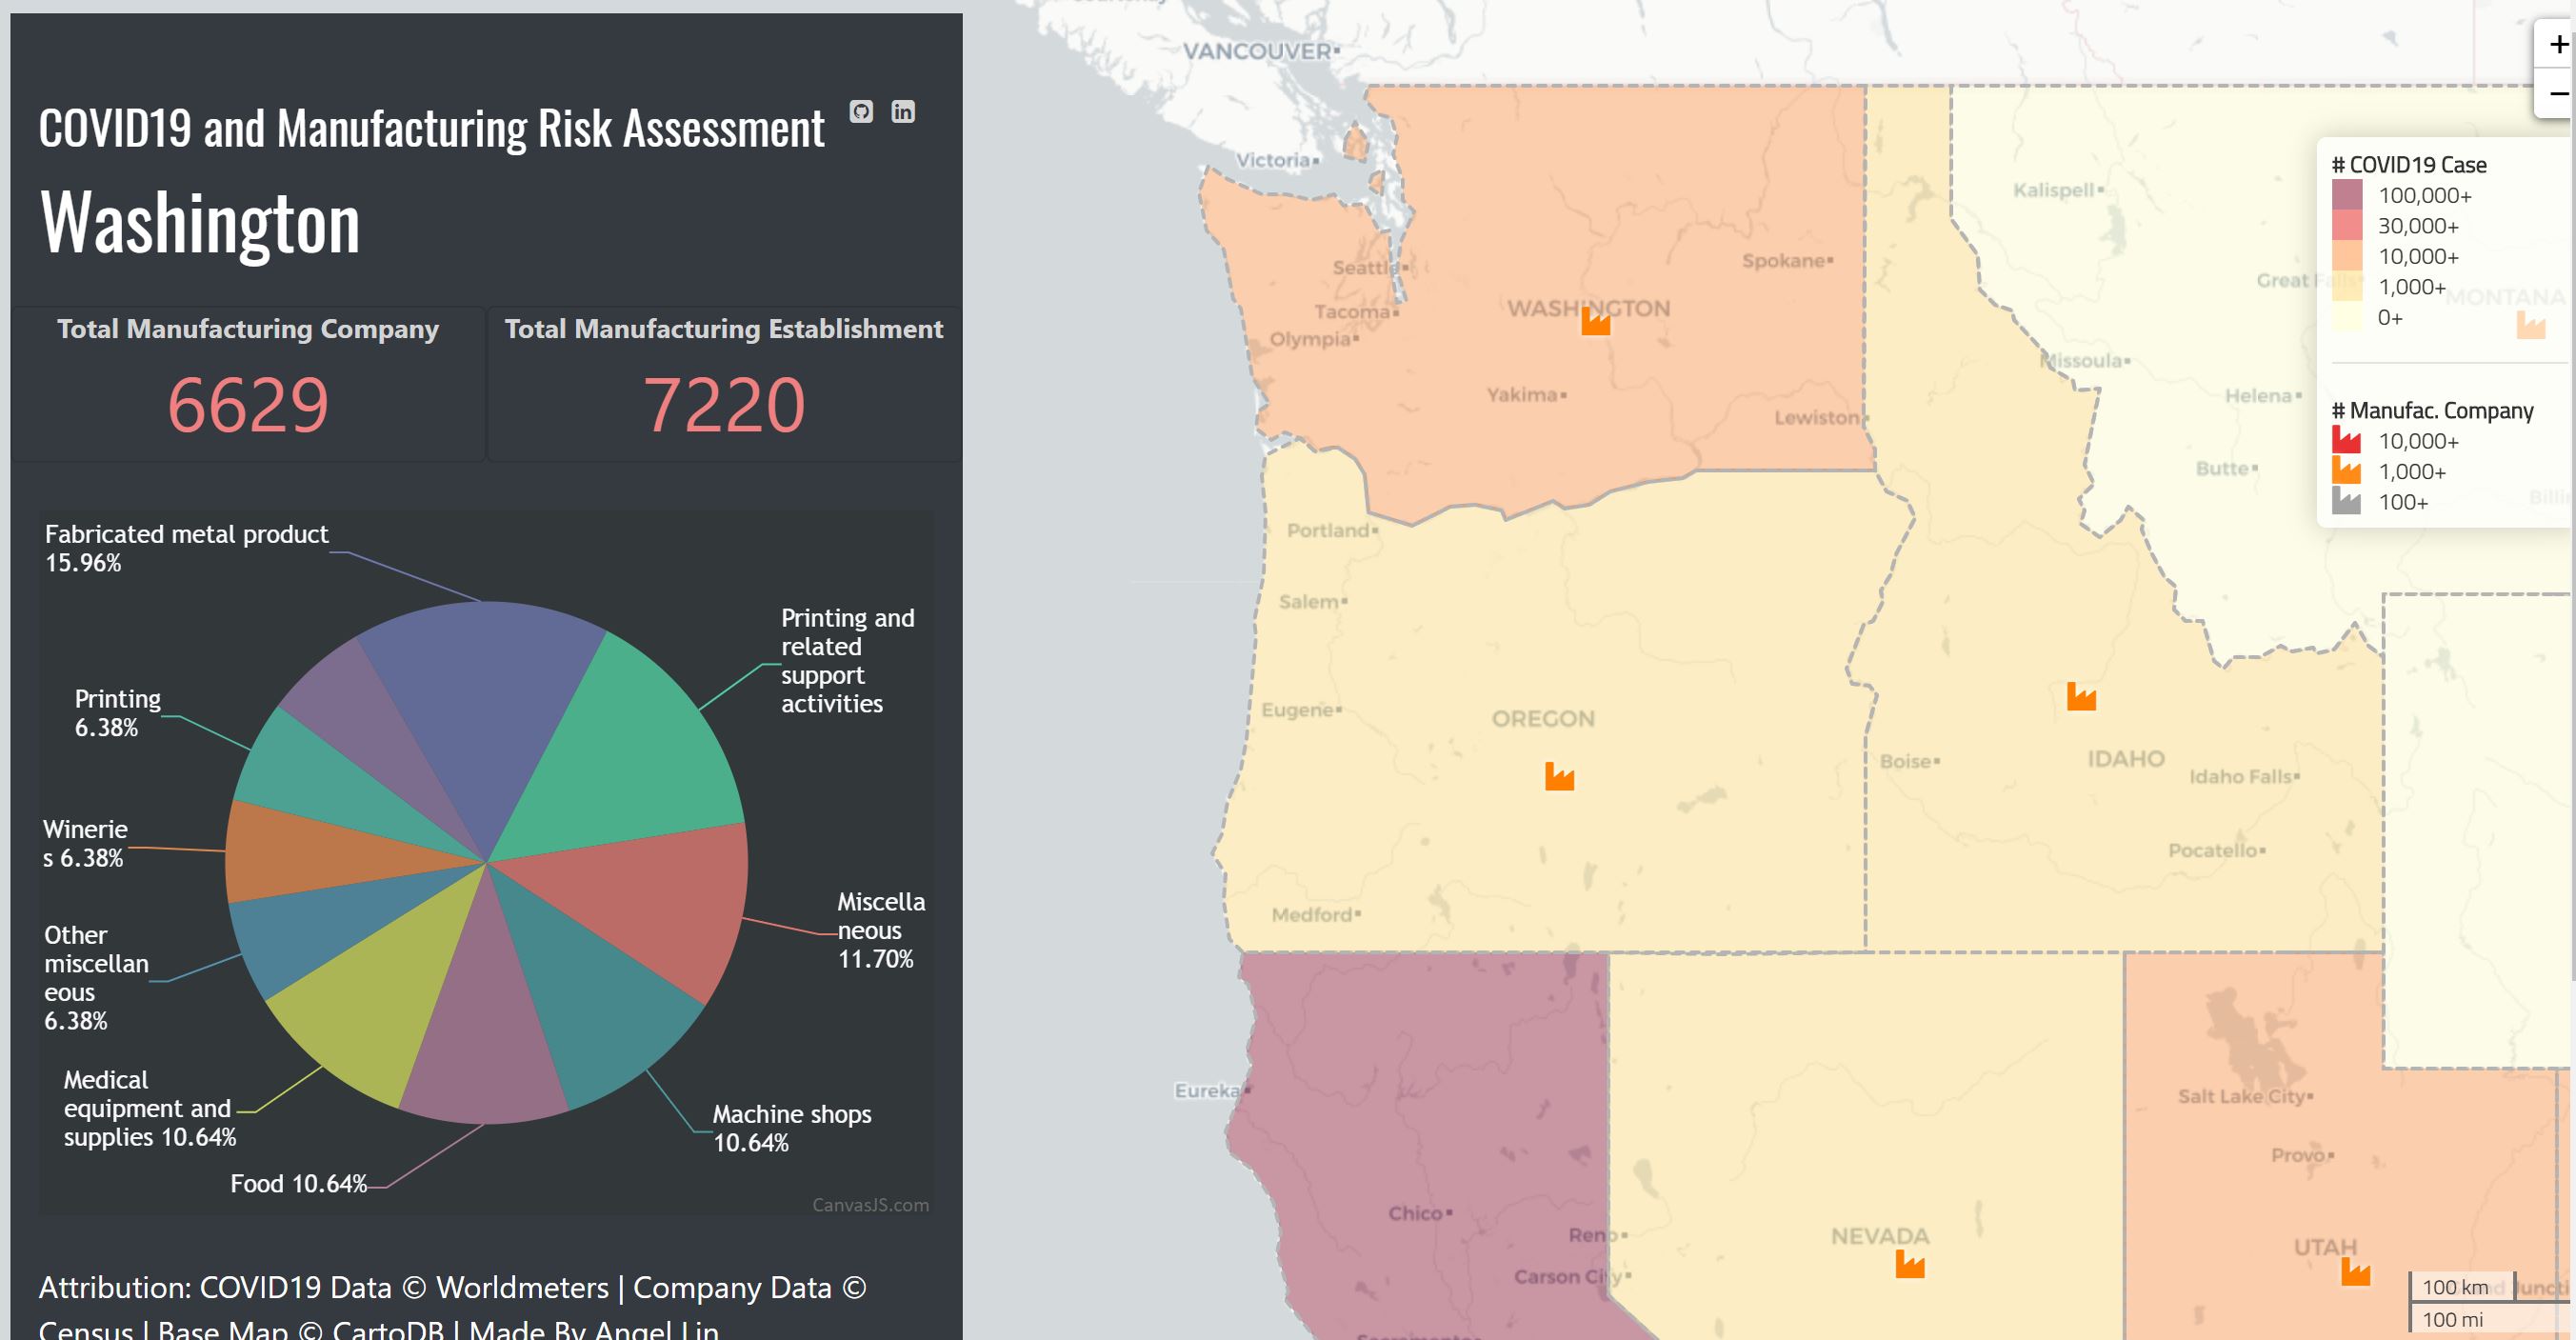 COVID19 and Manufacturing Risk Assessment
Washington
Total Manufacturing Company
6629
Total Manufacturing Establishment
7220
Fabricated metal product
15.96%
Printing and
related
support
activities
Printing
6.38%
Winerie
s 6.38%
Miscella
neous
11.70%
Other
miscellan
eous
6.38%
Medical
equipment and
supplies 10.64%
Machine shops
10.64%
Food 10.64%
CanvasJS.com
Attribution: COVID19 Data © Worldmeters | Company Data ©
Census | Base Map © CartoDB | Made By Angel Lin
VANCOUVER
Victoria
Seattle
Tacoma
Olympia
WASHINGTON
Spokane
Yakima
Lewiston
Kalispell
Great Falls
MONTANA
Missoula
Helena
Butte
Portland
Salem
Eugene
OREGON
Medford
Boise
IDAHO
Idaho Falls
Pocatello
Eureka
Chico
Reno
Carson City
Sacramento
NEVADA
Salt Lake City
Provo
UTAH
+
−
# COVID19 Case
100,000+
30,000+
10,000+
1,000+
0+
# Manufac. Company
10,000+
1,000+
100+
100 km
100 mi